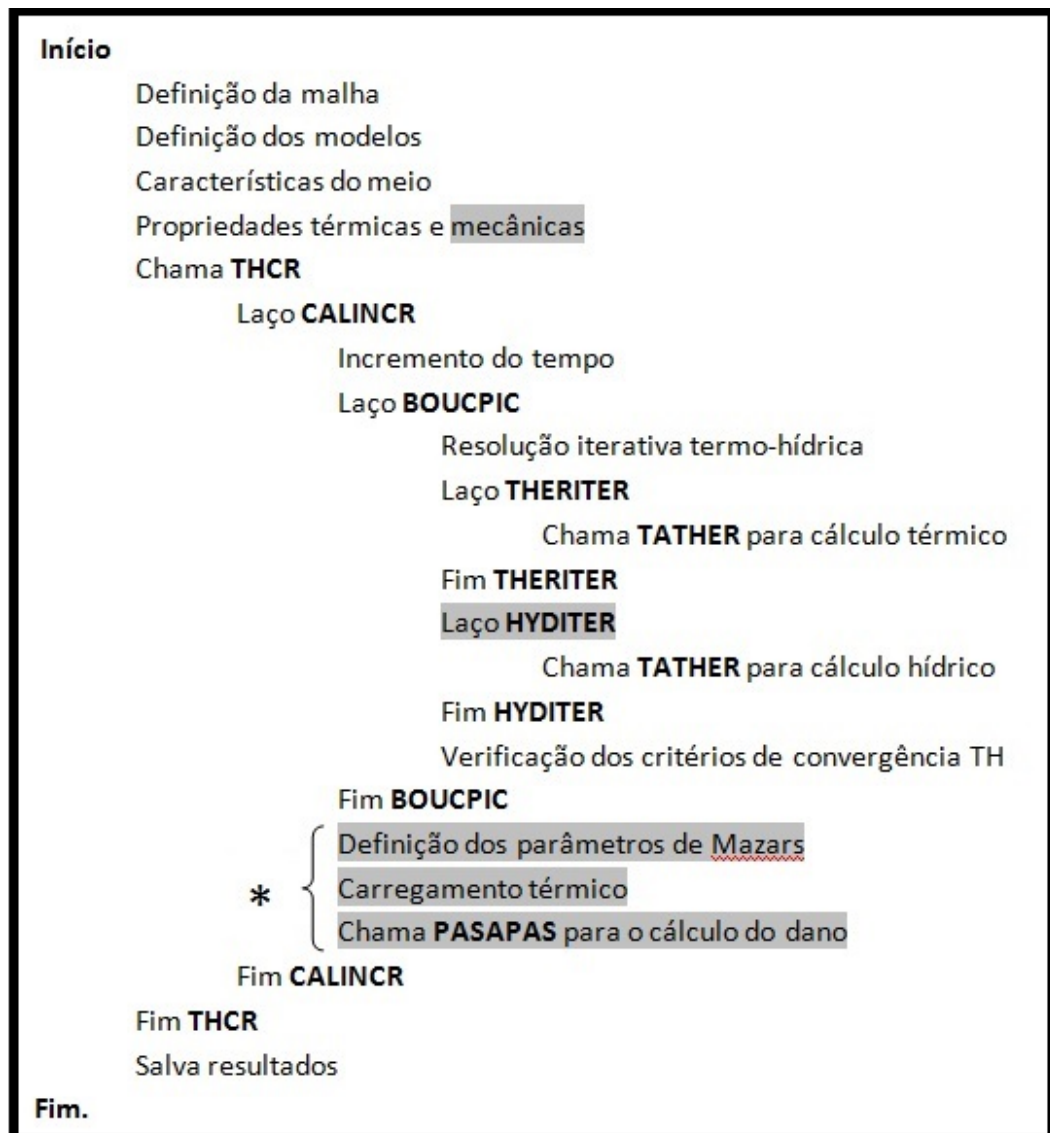 Início
Definição da malha
Definição dos modelos
Características do meio
Propriedades térmicas e mecânicas
Chama THCR
Laço CALINCR
Incremento do tempo
Laço BOUCPIC
Resolução iterativa termo-hídrica
Laço THERITER
Chama TATHER para cálculo térmico
Fim THERITER
Laço HYDITER
Chama TATHER para cálculo hídrico
Fim HYDITER
Verificação dos critérios de convergência TH
Fim BOUCPIC
Definição dos parâmetros de Mazars
* Carregamento térmico
Chama PASAPAS para o cálculo do dano
Fim CALINCR
Fim THCR
Salva resultados
Fim.